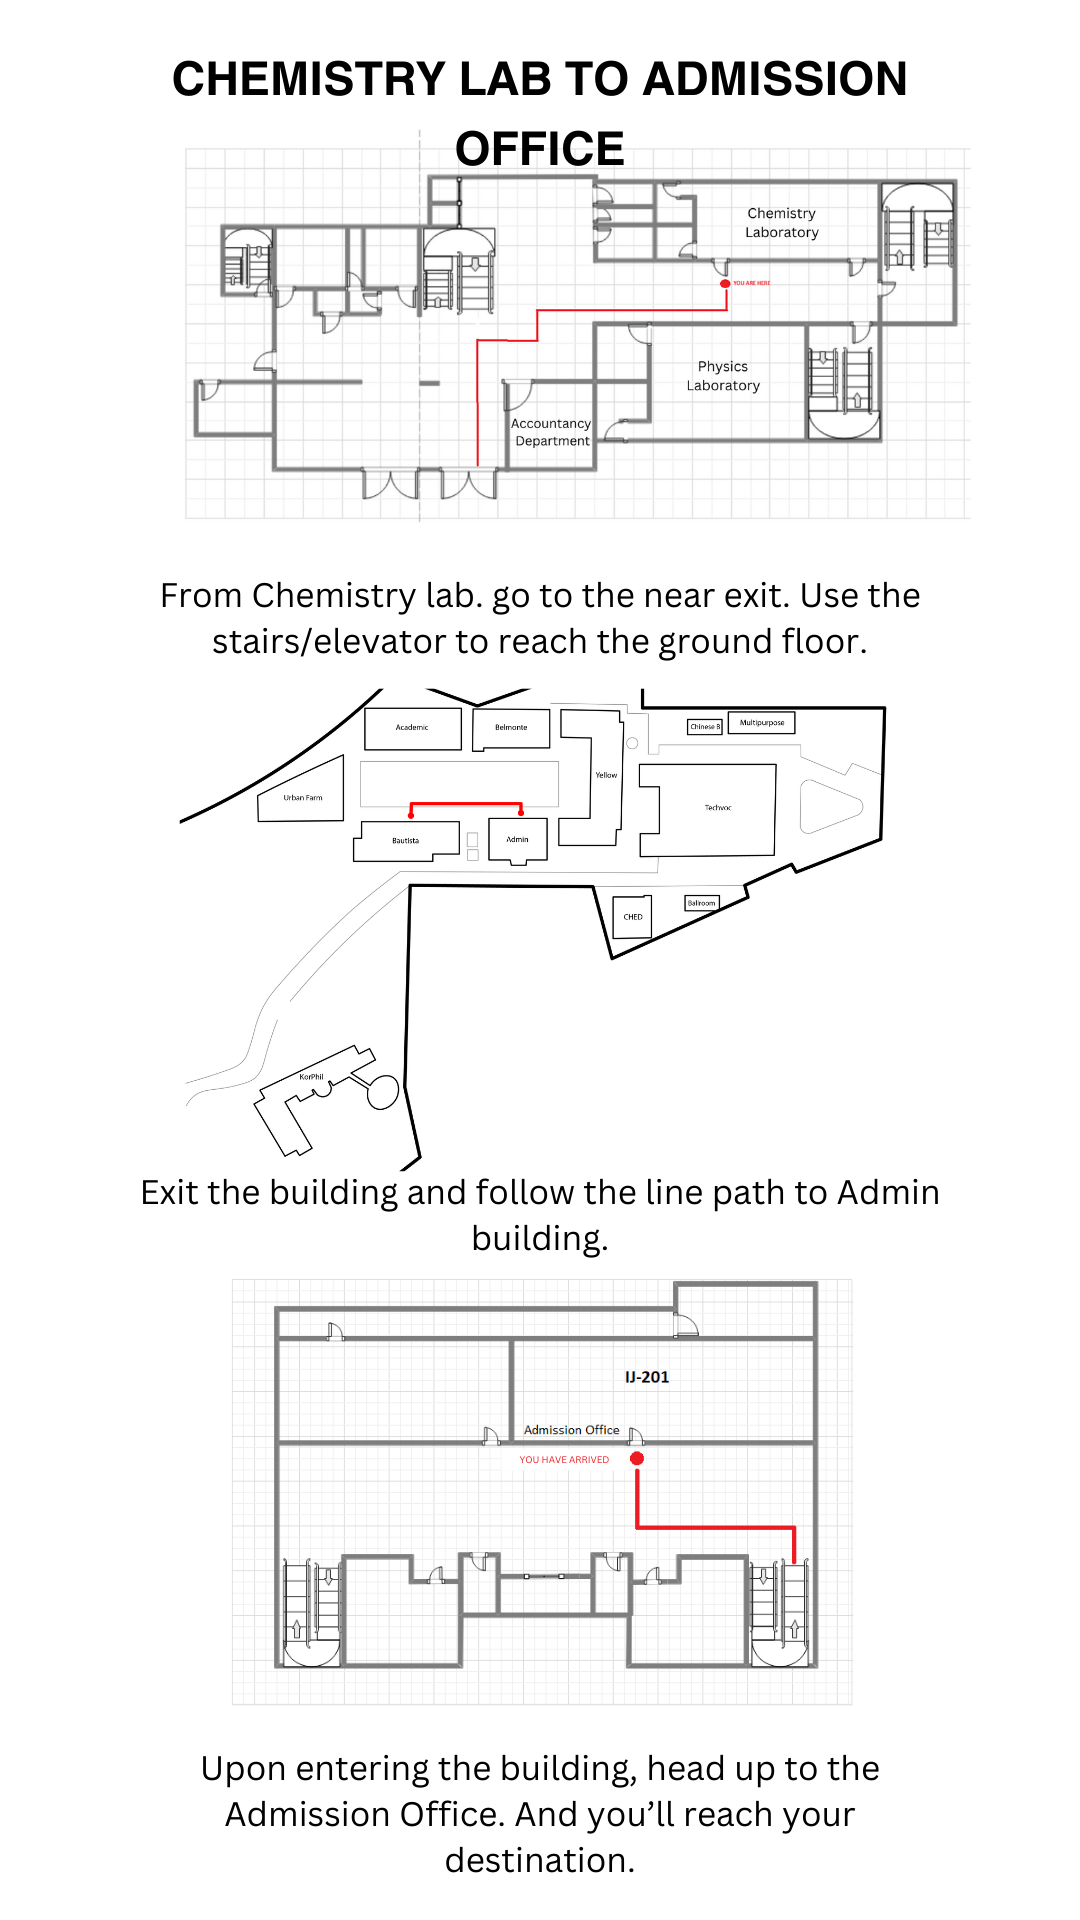 CHEMISTRY LAB TO ADMISSION
OFFICE
Chemistry
Laboratory
YOU ARE HERE
Physics
Laboratory
Accountancy
Department
From Chemistry lab. go to the near exit. Use the
stairs/elevator to reach the ground floor.
Academic
Belmonte
Chinese B
Multipurpose
Yellow
Urban Farm
Techvoc
Bautista
Admin
CHED
Ballroom
KorPhil
Exit the building and follow the line path to Admin
building.
IJ-201
Admission Office
YOU HAVE ARRIVED
Upon entering the building, head up to the
Admission Office. And you’ll reach your
destination.